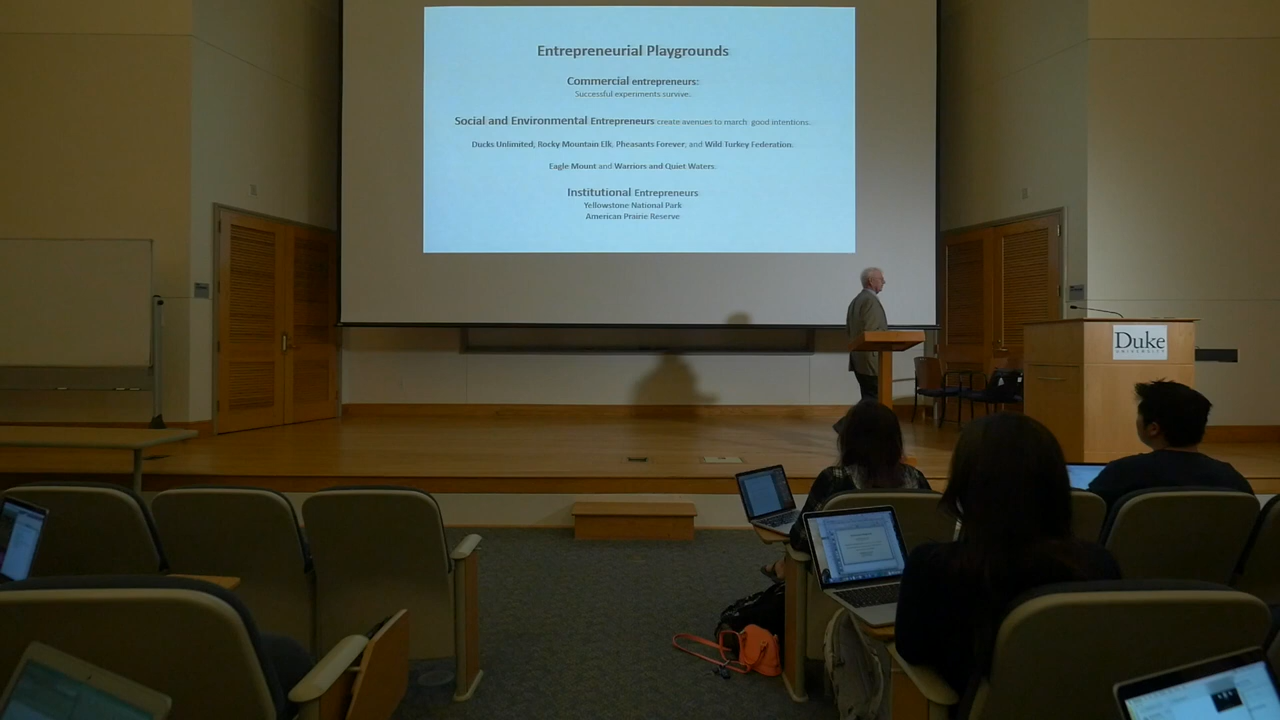 Entrepreneurial Playgrounds
Commercial entrepreneurs:
Successful experiments survive.
Social and Environmental Entrepreneurs create avenues to march good intentions.
Ducks Unlimited, Rocky Mountain Elk, Pheasants Forever, and Wild Turkey Federation.
Eagle Mount and Warriors and Quiet Waters.
Institutional Entrepreneurs
Yellowstone National Park
American Prairie Reserve
Duke
UNIVERSITY